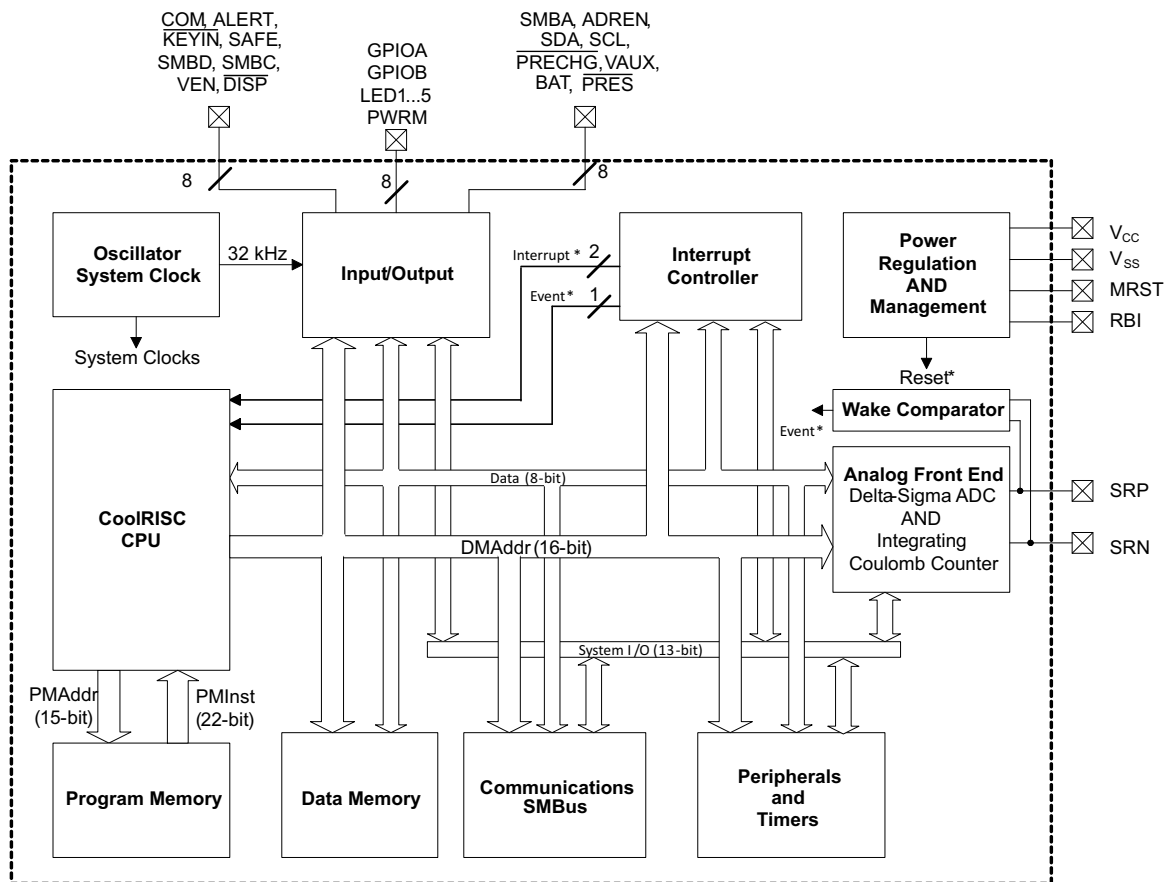 COM, ALERT,
KEYIN, SAFE,
SMBD, SMBC,
VEN, DISP
GPIOA
GPIOB
LED1...5
PWRM
SMBA, ADREN,
SDA, SCL,
PRECHG, VAUX,
BAT, PRES
8
8
8
Oscillator
System Clock
32 kHz
System Clocks
Input/Output
Interrupt *
2
Event*
1
Interrupt
Controller
Power
Regulation
AND
Management
VCC
VSS
MRST
RBI
Reset*
Wake Comparator
Event*
Analog Front End
Delta-Sigma ADC
AND
Integrating
Coulomb Counter
SRP
SRN
CoolRISC
CPU
Data (8-bit)
DMAddr (16-bit)
System I/O (13-bit)
PMAddr
(15-bit)
PMInst
(22-bit)
Program Memory
Data Memory
Communications
SMBus
Peripherals
and
Timers